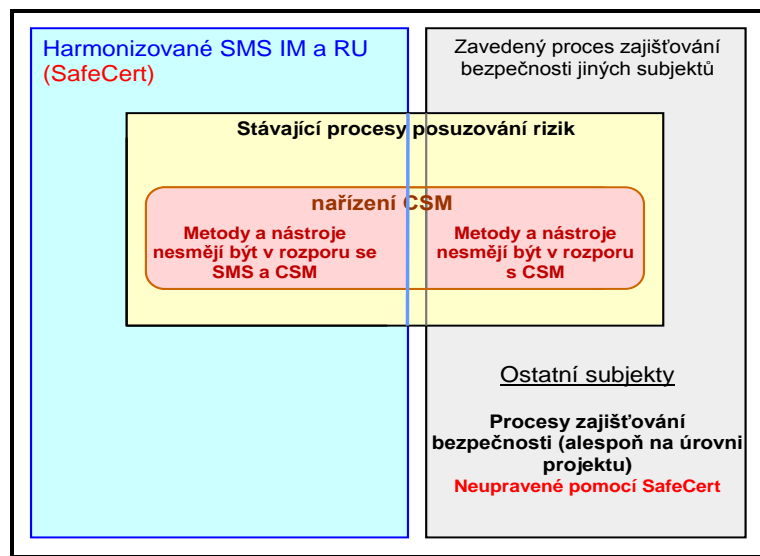 Harmonizované SMS IM a RU
(SafeCert)
Zavedený proces zajišťování
bezpečnosti jiných subjektů
Stávající procesy posuzování rizik
nařízení CSM
Metody a nástroje
nesmějí být v rozporu se
SMS a CSM
Metody a nástroje
nesmějí být v rozporu
s CSM
Ostatní subjekty
Procesy zajišťování
bezpečnosti (alespoň na úrovni
projektu)
Neupravené pomocí SafeCert